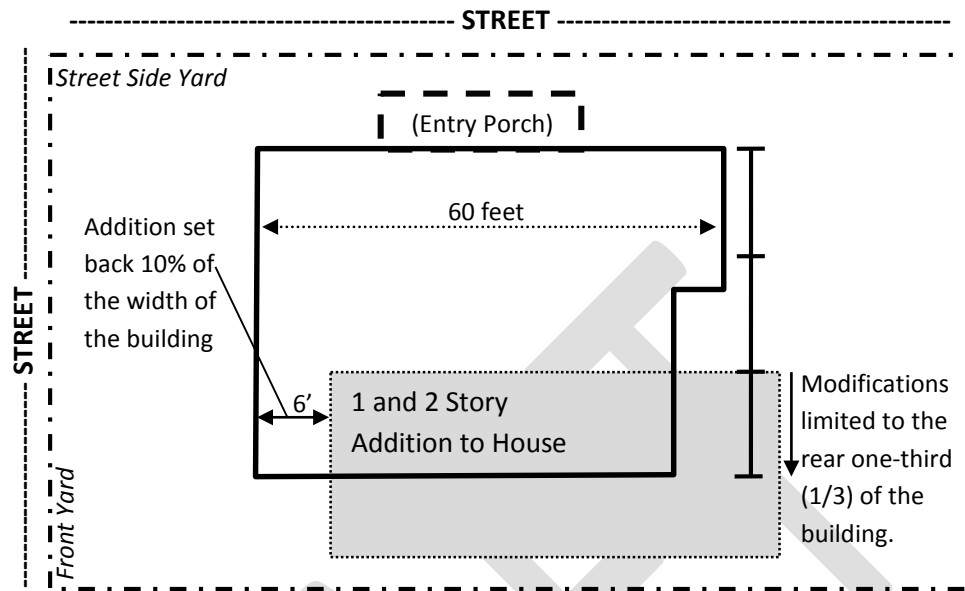 STREET
Street Side Yard
(Entry Porch)
60 feet
Addition set
back 10% of
the width of
the building
STREET
6’
1 and 2 Story
Addition to House
Modifications
limited to the
rear one-third
(1/3) of the
building.
Front Yard